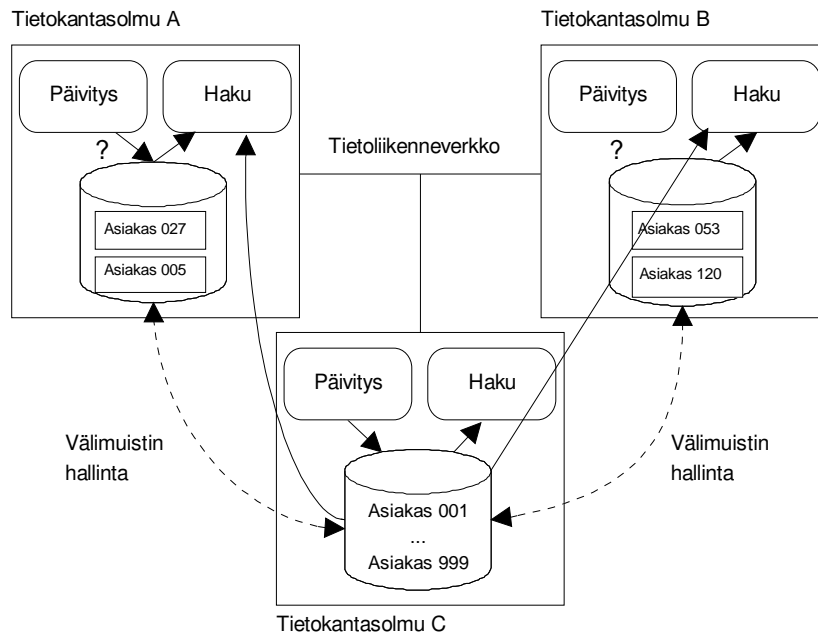 Tietokantasolmu A
Tietokantasolmu B
Päivitys
Haku
Päivitys
Haku
?
Tietoliikenneverkko
?
Asiakas 027
Asiakas 005
Asiakas 053
Asiakas 120
Päivitys
Haku
Välimuistin
hallinta
Välimuistin
hallinta
Asiakas 001
...
Asiakas 999
Tietokantasolmu C